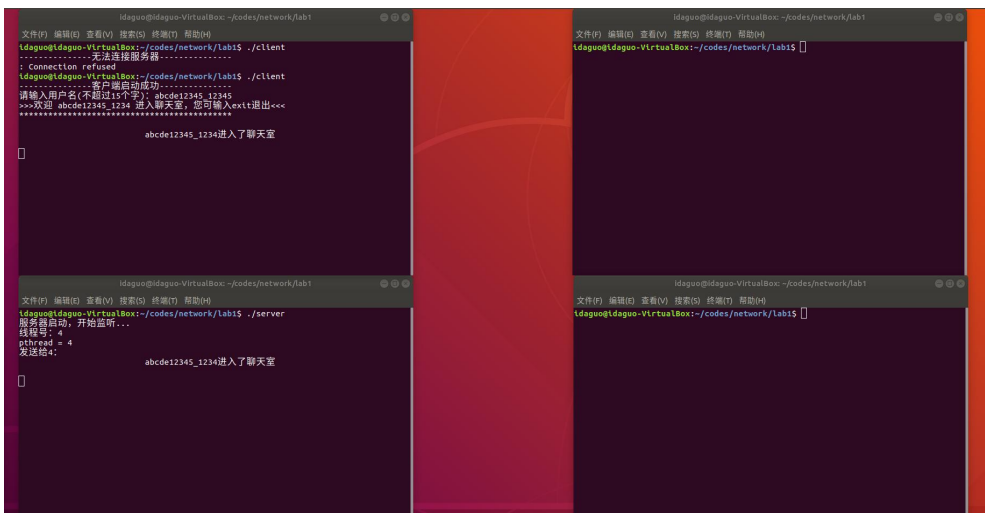 idaguo@idaguo-VirtualBox: ~/codes/network/lab1
文件(F) 编辑(E) 查看(V) 搜索(S) 终端(T) 帮助(H)
idaguo@idaguo-VirtualBox:~/codes/network/lab1$ ./client
---------------无法连接服务器---------------
: Connection refused
idaguo@idaguo-VirtualBox:~/codes/network/lab1$ ./client
---------------客户端启动成功---------------
请输入用户名(不超过15个字): abcde12345_12345
>>>欢迎 abcde12345_1234 进入聊天室，您可输入exit退出<<<
********************************************
abcde12345_1234进入了聊天室
idaguo@idaguo-VirtualBox: ~/codes/network/lab1
文件(F) 编辑(E) 查看(V) 搜索(S) 终端(T) 帮助(H)
idaguo@idaguo-VirtualBox:~/codes/network/lab1$
idaguo@idaguo-VirtualBox: ~/codes/network/lab1
文件(F) 编辑(E) 查看(V) 搜索(S) 终端(T) 帮助(H)
idaguo@idaguo-VirtualBox:~/codes/network/lab1$ ./server
服务器启动，开始监听...
线程号: 4
pthread = 4
发送给4:
abcde12345_1234进入了聊天室
idaguo@idaguo-VirtualBox: ~/codes/network/lab1
文件(F) 编辑(E) 查看(V) 搜索(S) 终端(T) 帮助(H)
idaguo@idaguo-VirtualBox:~/codes/network/lab1$